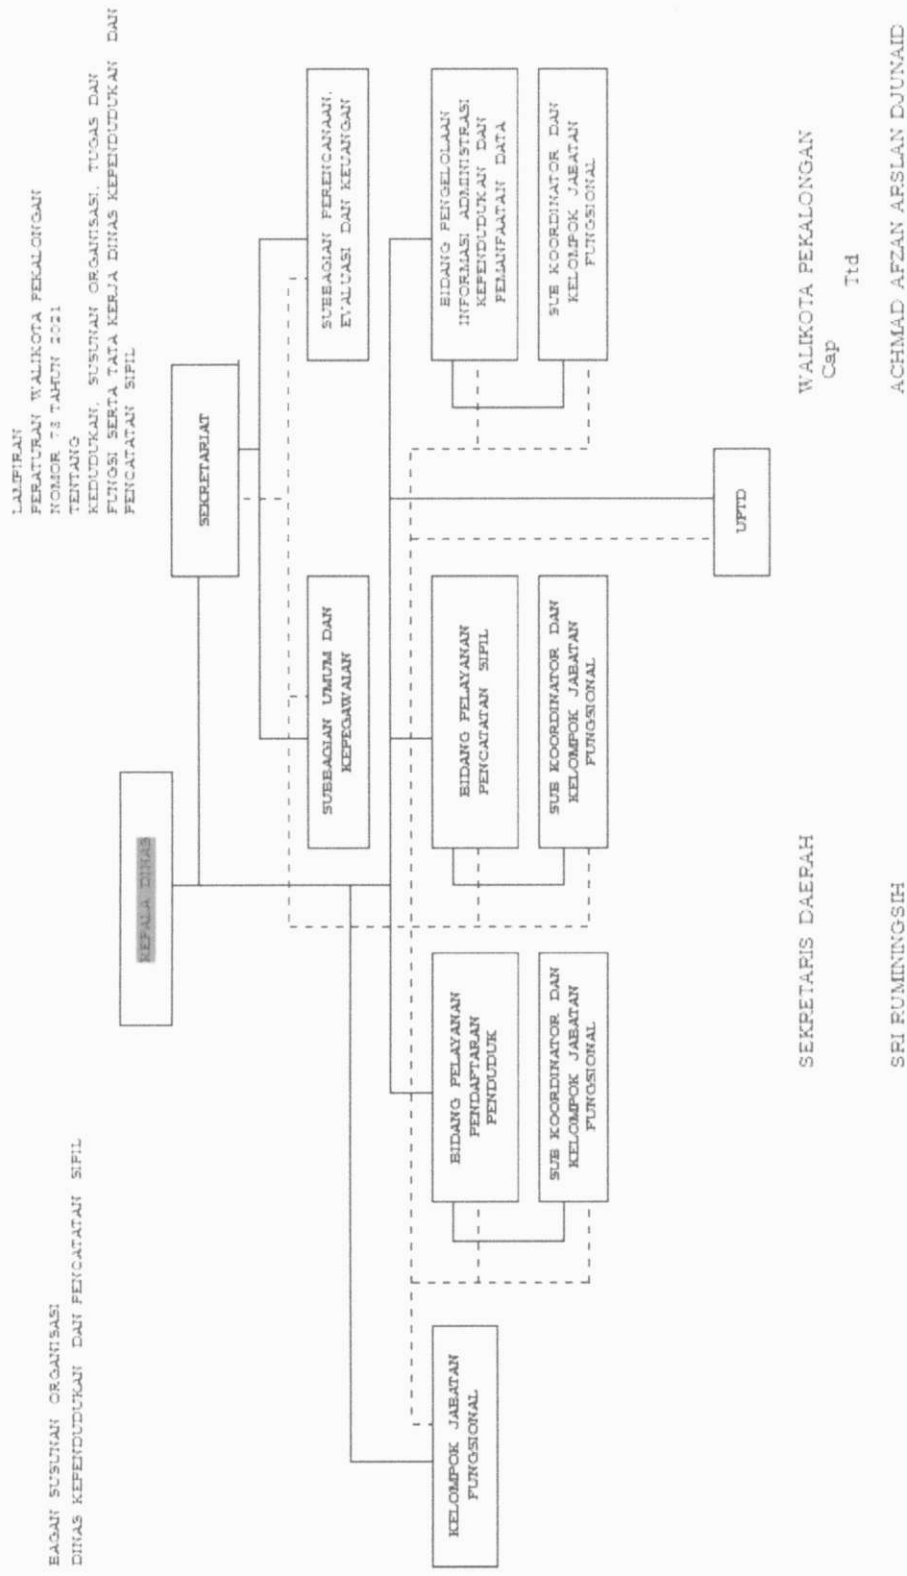 LAMPIRAN
PERATURAN WALIKOTA PEKALONGAN
NOMOR 78 TAHUN 2021
TENTANG
KEDUDUKAN, SUSUNAN ORGANISASI, TUGAS DAN
FUNGSI SERTA TATA KERJA DINAS KEPENDUDUKAN DAN
PENCATATAN SIPIL
BAGAN SUSUNAN ORGANISASI
DINAS KEPENDUDUKAN DAN PENCATATAN SIPIL
KEPALA DINAS
SEKRETARIAT
SUBBAGIAN UMUM DAN
KEPEGAWAIAN
SUBBAGIAN PERENCANAAN,
EVALUASI DAN KEUANGAN
KELOMPOK JABATAN
FUNGSIONAL
BIDANG PELAYANAN
PENDAFTARAN
PENDUDUK
SUB KOORDINATOR DAN
KELOMPOK JABATAN
FUNGSIONAL
BIDANG PELAYANAN
PENCATATAN SIPIL
SUB KOORDINATOR DAN
KELOMPOK JABATAN
FUNGSIONAL
BIDANG PENGELOLAAN
INFORMASI ADMINISTRASI
KEPENDUDUKAN DAN
PEMANFAATAN DATA
SUB KOORDINATOR DAN
KELOMPOK JABATAN
FUNGSIONAL
UPTD
SEKRETARIS DAERAH
SRI RUMININGSIH
WALIKOTA PEKALONGAN
Cap
Ttd
ACHMAD AFZAN ARSLAN DJUNAID